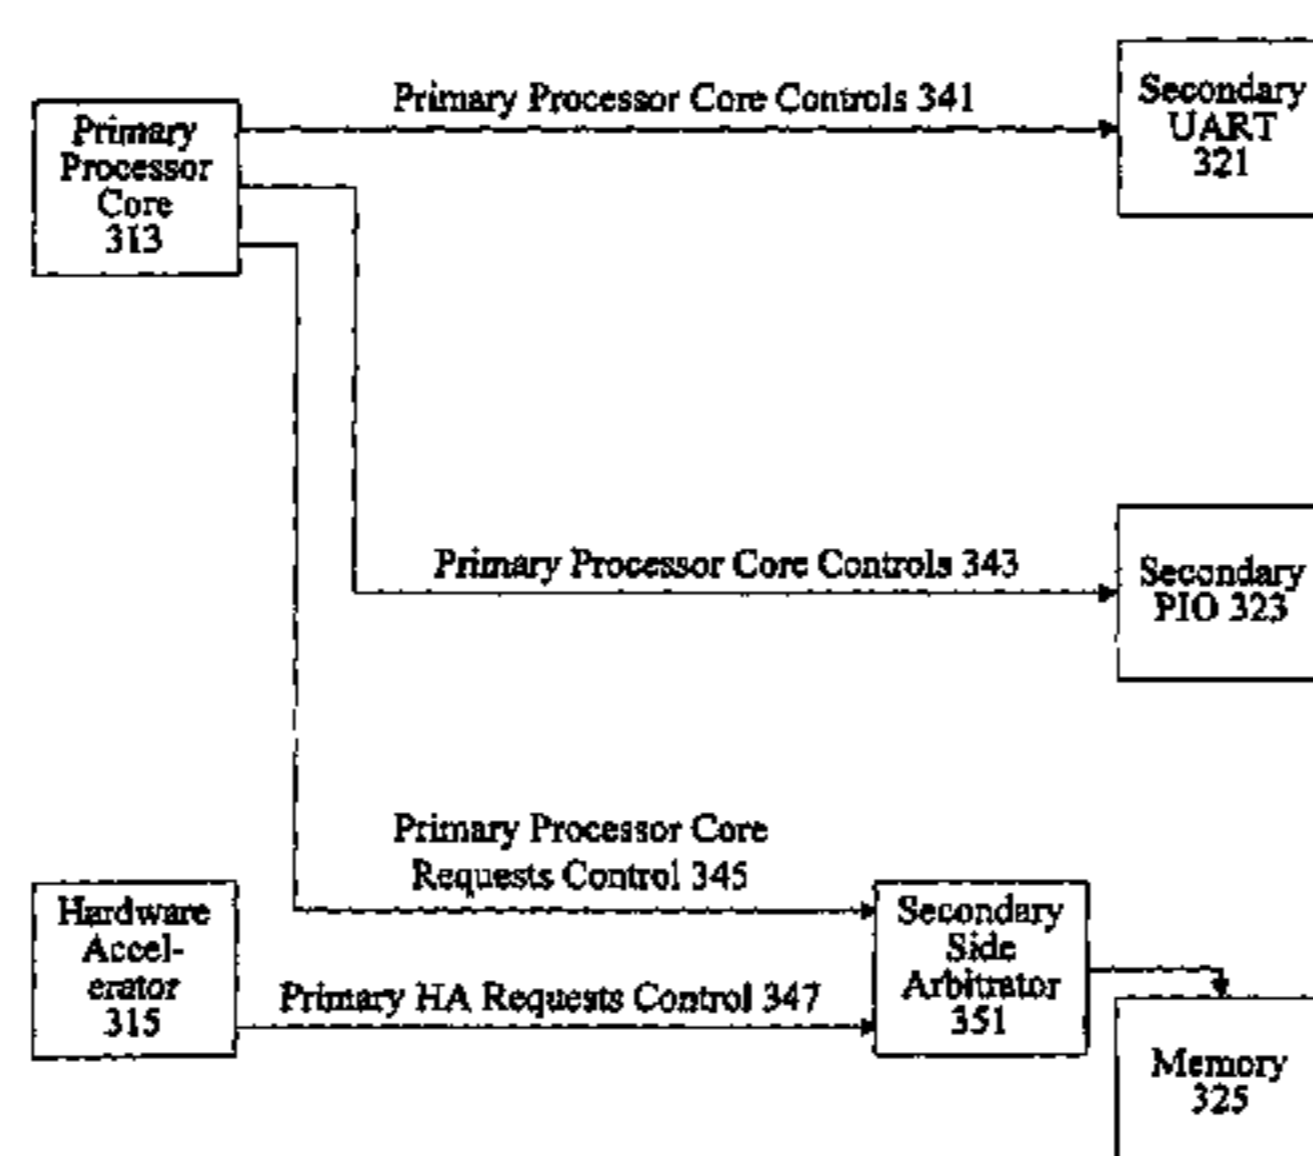 Primary Processor Core Controls 341
Secondary
UART
321
Primary
Processor
Core
313
Primary Processor Core Controls 343
Secondary
PIO 323
Primary Processor Core
Requests Control 345
Hardware
Accel-
erator
315
Primary HA Requests Control 347
Secondary
Side
Arbitrator
351
Memory
325